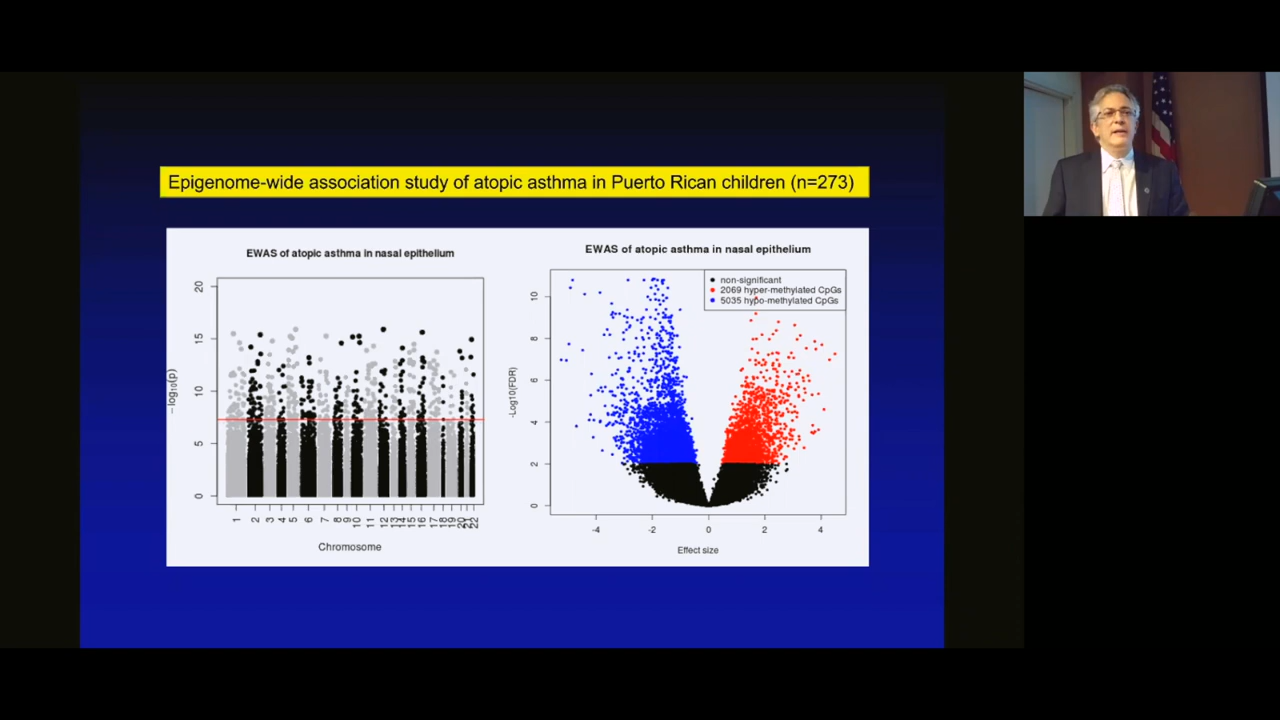 Epigenome-wide association study of atopic asthma in Puerto Rican children (n=273)
EWAS of atopic asthma in nasal epithelium
20
15
10
5
0
−log10(p)
1 2 3 4 5 6 7 8 9 10 11 12 13 14 15 16 17 18 19 20 21 22
Chromosome
EWAS of atopic asthma in nasal epithelium
non-significant
2069 hyper-methylated CpGs
5035 hypo-methylated CpGs
10
8
6
4
2
0
-Log10(FDR)
-4 -2 0 2 4
Effect size